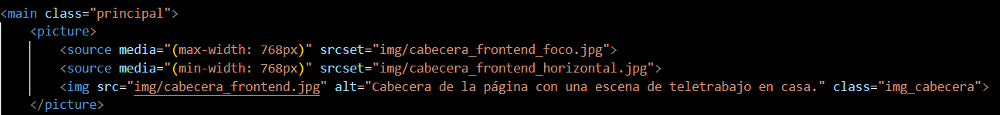 <main class="principal">
<picture>
<source media="(max-width: 768px)" srcset="img/cabecera_frontend_foco.jpg">
<source media="(min-width: 768px)" srcset="img/cabecera_frontend_horizontal.jpg">
<img src="img/cabecera_frontend.jpg" alt="Cabecera de la página con una escena de teletrabajo en casa." class="img_cabecera">
</picture>